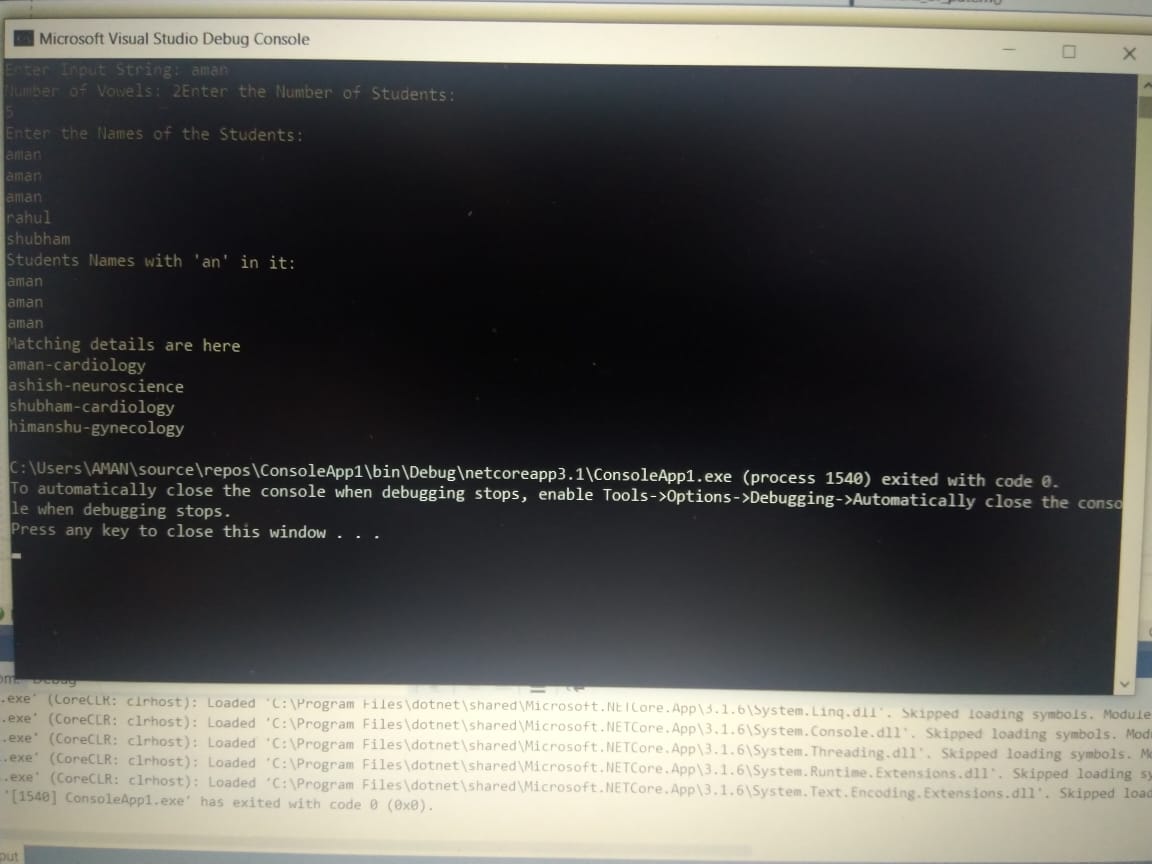 Microsoft Visual Studio Debug Console
Enter Input String: aman
Number of Vowels: 2Enter the Number of Students:
5
Enter the Names of the Students:
aman
aman
aman
rahul
shubham
Students Names with 'an' in it:
aman
aman
aman
Matching details are here
aman-cardiology
ashish-neuroscience
shubham-cardiology
himanshu-gynecology
C:\Users\AMAN\source\repos\ConsoleApp1\bin\Debug\netcoreapp3.1\ConsoleApp1.exe (process 1540) exited with code 0.
To automatically close the console when debugging stops, enable Tools->Options->Debugging->Automatically close the conso
le when debugging stops.
Press any key to close this window . . .
Debug
.exe' (CoreCLR: clrhost): Loaded 'C:\Program Files\dotnet\shared\Microsoft.NETCore.App\3.1.6\System.Linq.dll'. Skipped loading symbols. Module
.exe' (CoreCLR: clrhost): Loaded 'C:\Program Files\dotnet\shared\Microsoft.NETCore.App\3.1.6\System.Console.dll'. Skipped loading symbols. Mod
.exe' (CoreCLR: clrhost): Loaded 'C:\Program Files\dotnet\shared\Microsoft.NETCore.App\3.1.6\System.Threading.dll'. Skipped loading symbols. M
.exe' (CoreCLR: clrhost): Loaded 'C:\Program Files\dotnet\shared\Microsoft.NETCore.App\3.1.6\System.Runtime.Extensions.dll'. Skipped loading sy
.exe' (CoreCLR: clrhost): Loaded 'C:\Program Files\dotnet\shared\Microsoft.NETCore.App\3.1.6\System.Text.Encoding.Extensions.dll'. Skipped load
'[1540] ConsoleApp1.exe' has exited with code 0 (0x0).
put